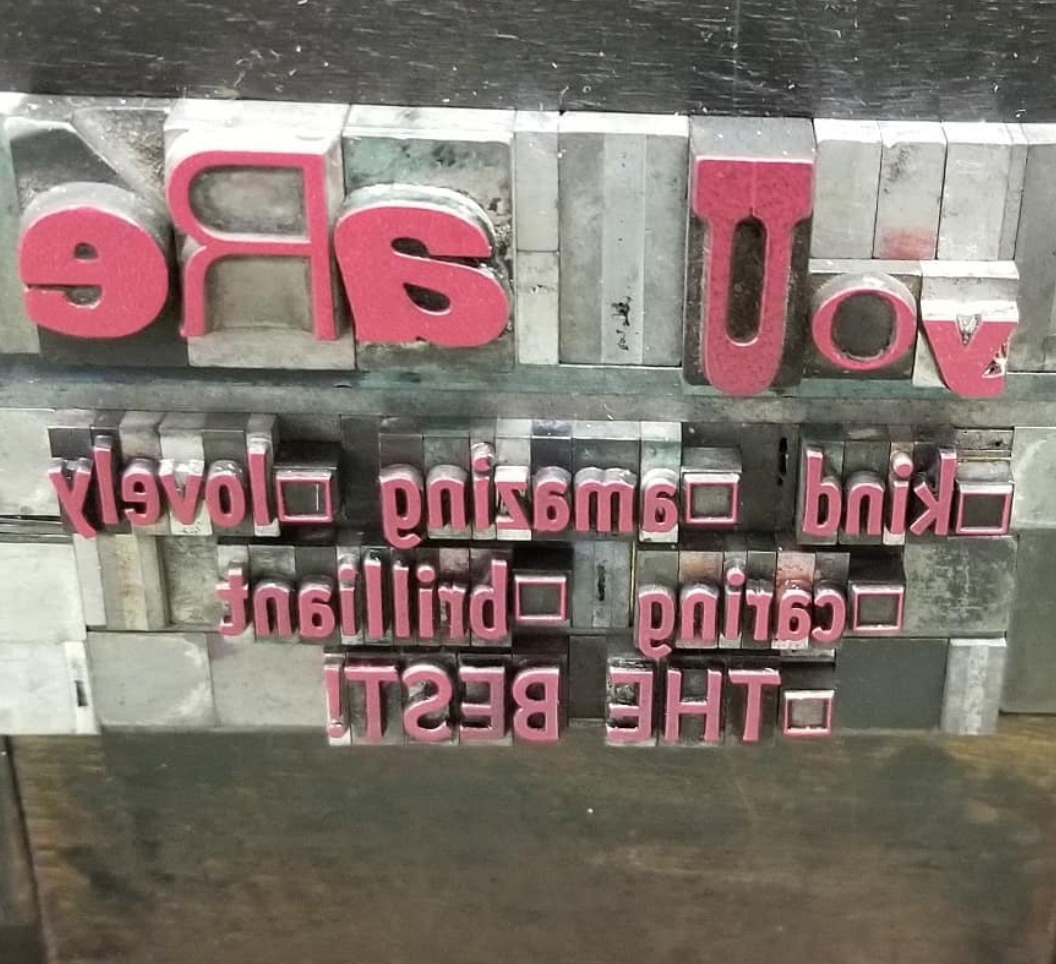 yoU aRe
□kind □amazing □lovely
□caring □brilliant
□THE BEST!